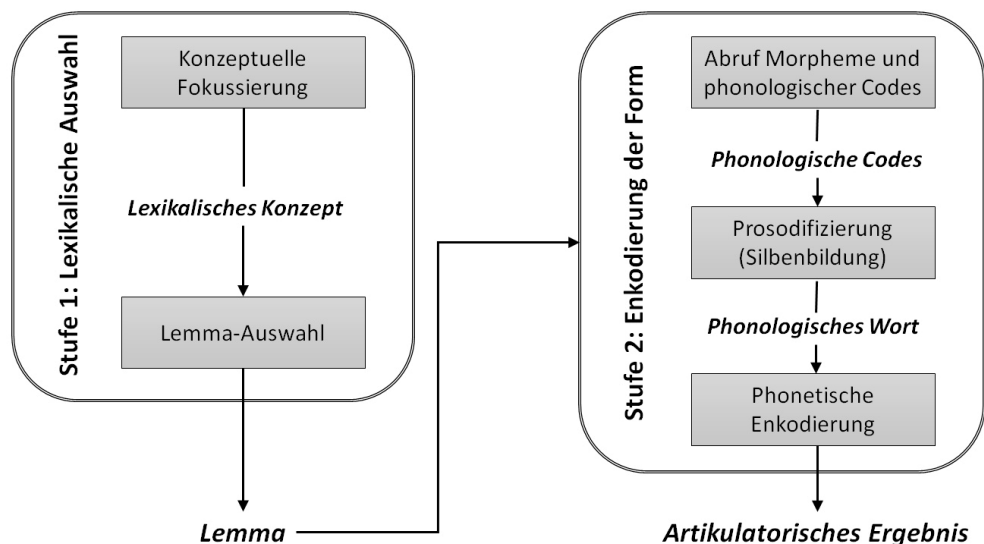 Stufe 1: Lexikalische Auswahl
Konzeptuelle
Fokussierung
Lexikalisches Konzept
Lemma-Auswahl
Lemma
Stufe 2: Enkodierung der Form
Abruf Morpheme und
phonologischer Codes
Phonologische Codes
Prosodifizierung
(Silbenbildung)
Phonologisches Wort
Phonetische
Enkodierung
Artikulatorisches Ergebnis